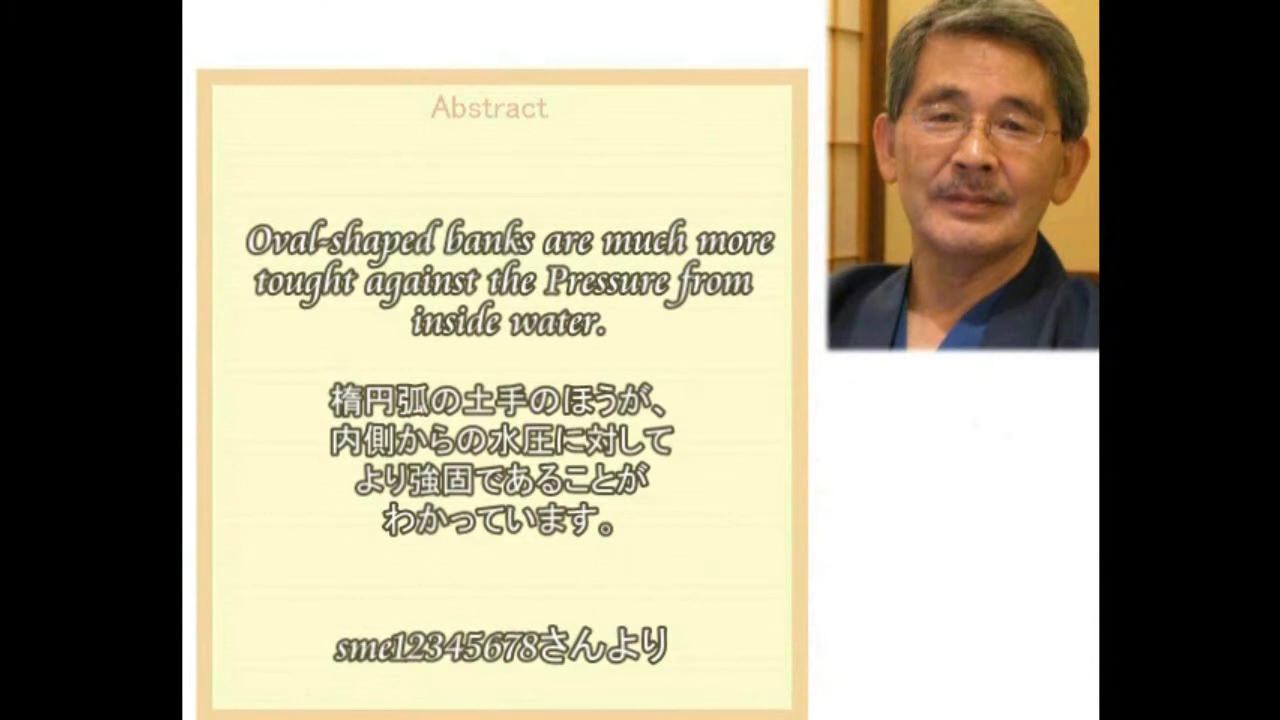 Abstract
Oval-shaped banks are much more
tought against the Pressure from
inside water.
楕円弧の土手のほうが、
内側からの水圧に対して
より強固であることが
わかっています。
sme12345678さんより